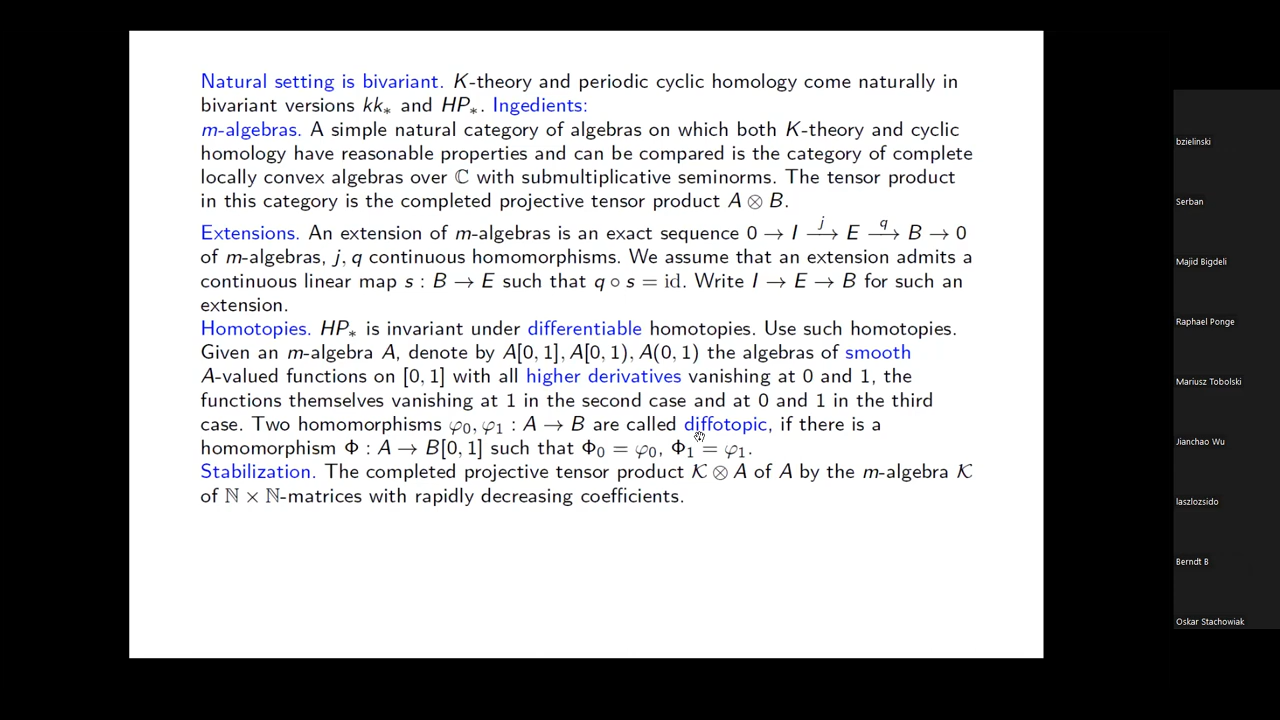 Natural setting is bivariant. K-theory and periodic cyclic homology come naturally in
bivariant versions kk∗ and HP∗. Ingedients:
m-algebras. A simple natural category of algebras on which both K-theory and cyclic
homology have reasonable properties and can be compared is the category of complete
locally convex algebras over ℂ with submultiplicative seminorms. The tensor product
in this category is the completed projective tensor product A ⊗ B.
Extensions. An extension of m-algebras is an exact sequence 0 → I →j E →q B → 0
of m-algebras, j, q continuous homomorphisms. We assume that an extension admits a
continuous linear map s : B → E such that q ∘ s = id. Write I → E → B for such an
extension.
Homotopies. HP∗ is invariant under differentiable homotopies. Use such homotopies.
Given an m-algebra A, denote by A[0, 1], A[0, 1), A(0, 1) the algebras of smooth
A-valued functions on [0, 1] with all higher derivatives vanishing at 0 and 1, the
functions themselves vanishing at 1 in the second case and at 0 and 1 in the third
case. Two homomorphisms φ₀, φ₁ : A → B are called diffotopic, if there is a
homomorphism Φ : A → B[0, 1] such that Φ₀ = φ₀, Φ₁ = φ₁.
Stabilization. The completed projective tensor product 𝒦 ⊗ A of A by the m-algebra 𝒦
of ℕ × ℕ-matrices with rapidly decreasing coefficients.
bzielinski
Serban
Majid Bigdeli
Raphael Ponge
Mariusz Tobolski
Jianchao Wu
laszlozsido
Berndt B
Oskar Stachowiak